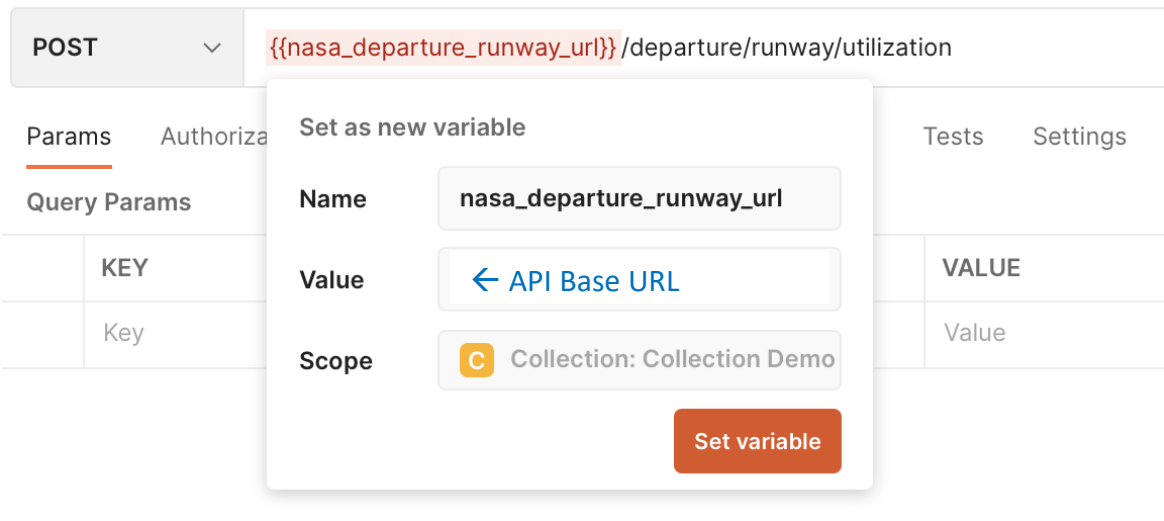 POST {{nasa_departure_runway_url}}/departure/runway/utilization
Params Authoriza Tests Settings
Set as new variable
Query Params
Name nasa_departure_runway_url
KEY VALUE
Value ← API Base URL
Key Value
Scope C Collection: Collection Demo
Set variable